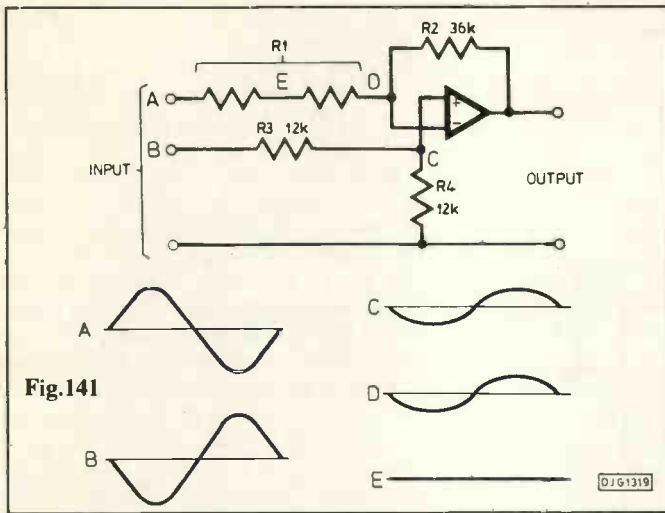 R1
R2 36k
A
E
D
+
−
B
R3 12k
C
INPUT
R4
12k
OUTPUT
A
C
Fig.141
D
B
E
DJG1319